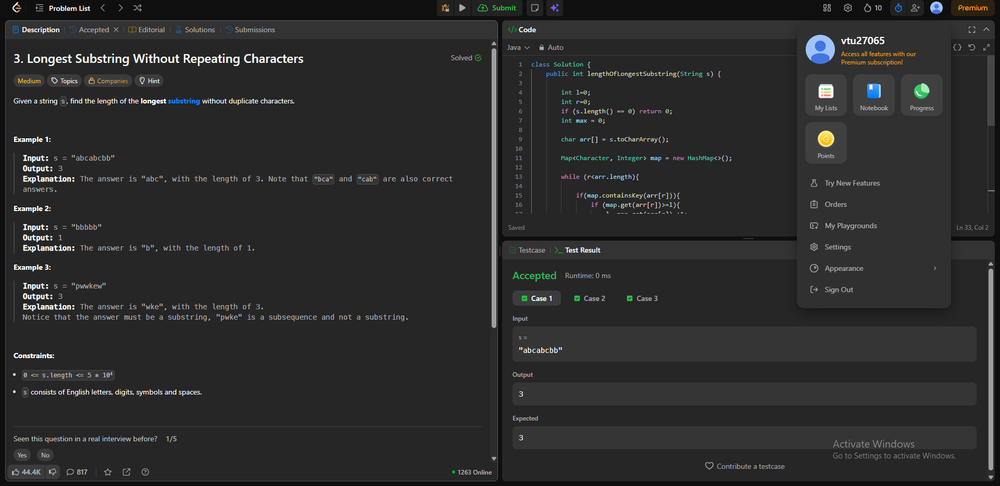 Problem List
Submit
10
Premium
Description
Accepted
Editorial
Solutions
Submissions
3. Longest Substring Without Repeating Characters
Solved
Medium
Topics
Companies
Hint
Given a string s, find the length of the longest substring without duplicate characters.
Example 1:
Input: s = "abcabcbb"
Output: 3
Explanation: The answer is "abc", with the length of 3. Note that "bca" and "cab" are also correct
answers.
Example 2:
Input: s = "bbbbb"
Output: 1
Explanation: The answer is "b", with the length of 1.
Example 3:
Input: s = "pwwkew"
Output: 3
Explanation: The answer is "wke", with the length of 3.
Notice that the answer must be a substring, "pwke" is a subsequence and not a substring.
Constraints:
• 0 <= s.length <= 5 * 10⁴
• s consists of English letters, digits, symbols and spaces.
Seen this question in a real interview before? 1/5
Yes
No
44.4K
817
1263 Online
</> Code
Java
Auto
1 class Solution {
2 public int lengthOfLongestSubstring(String s) {
3
4 int l=0;
5 int r=0;
6 if (s.length() == 0) return 0;
7 int max = 0;
8
9 char arr[] = s.toCharArray();
10
11 Map<Character, Integer> map = new HashMap<>();
12
13 while (r<arr.length){
14
15 if(map.containsKey(arr[r])){
16 if (map.get(arr[r])>=l){
Saved
Ln 33, Col 2
Testcase
Test Result
Accepted
Runtime: 0 ms
Case 1
Case 2
Case 3
Input
s =
"abcabcbb"
Output
3
Expected
3
Contribute a testcase
vtu27065
Access all features with our
Premium subscription!
My Lists
Notebook
Progress
Points
Try New Features
Orders
My Playgrounds
Settings
Appearance
Sign Out
Activate Windows
Go to Settings to activate Windows.